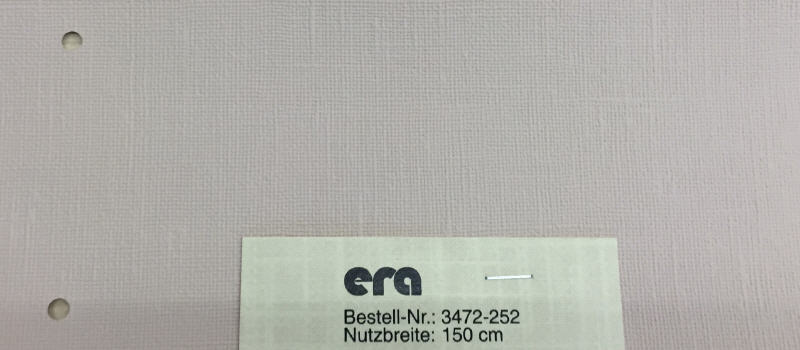 era
Bestell-Nr.: 3472-252
Nutzbreite: 150 cm